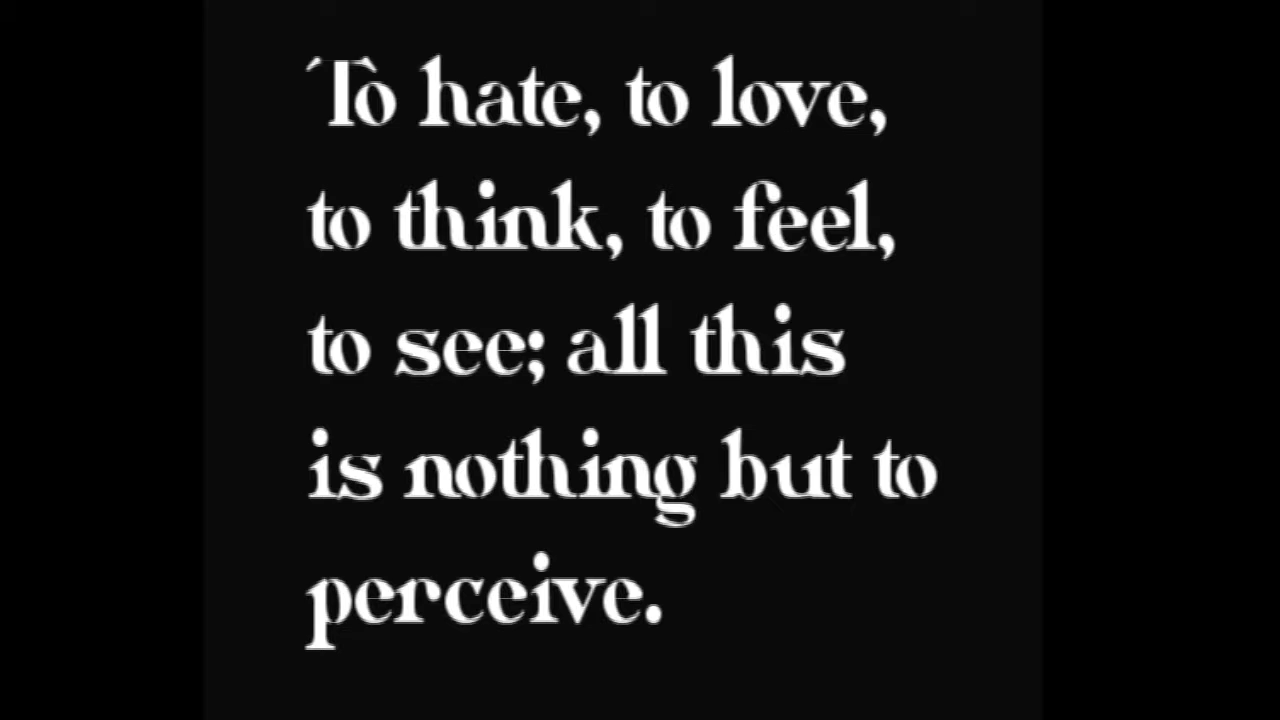 To hate, to love,
to think, to feel,
to see; all this
is nothing but to
perceive.